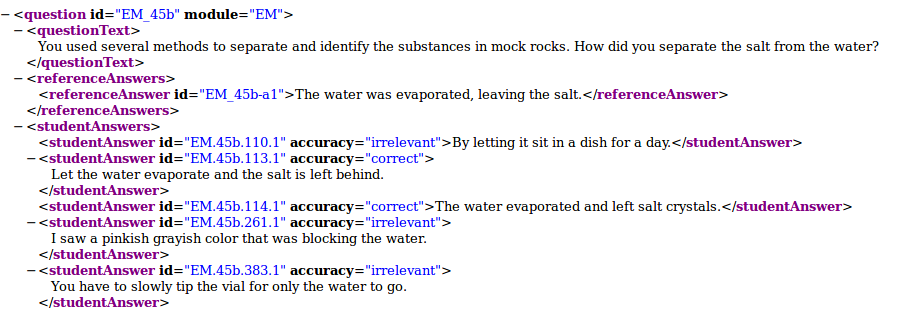 − <question id="EM_45b" module="EM">
− <questionText>
You used several methods to separate and identify the substances in mock rocks. How did you separate the salt from the water?
</questionText>
− <referenceAnswers>
<referenceAnswer id="EM_45b-a1">The water was evaporated, leaving the salt.</referenceAnswer>
</referenceAnswers>
− <studentAnswers>
<studentAnswer id="EM.45b.110.1" accuracy="irrelevant">By letting it sit in a dish for a day.</studentAnswer>
− <studentAnswer id="EM.45b.113.1" accuracy="correct">
Let the water evaporate and the salt is left behind.
</studentAnswer>
<studentAnswer id="EM.45b.114.1" accuracy="correct">The water evaporated and left salt crystals.</studentAnswer>
− <studentAnswer id="EM.45b.261.1" accuracy="irrelevant">
I saw a pinkish grayish color that was blocking the water.
</studentAnswer>
− <studentAnswer id="EM.45b.383.1" accuracy="irrelevant">
You have to slowly tip the vial for only the water to go.
</studentAnswer>